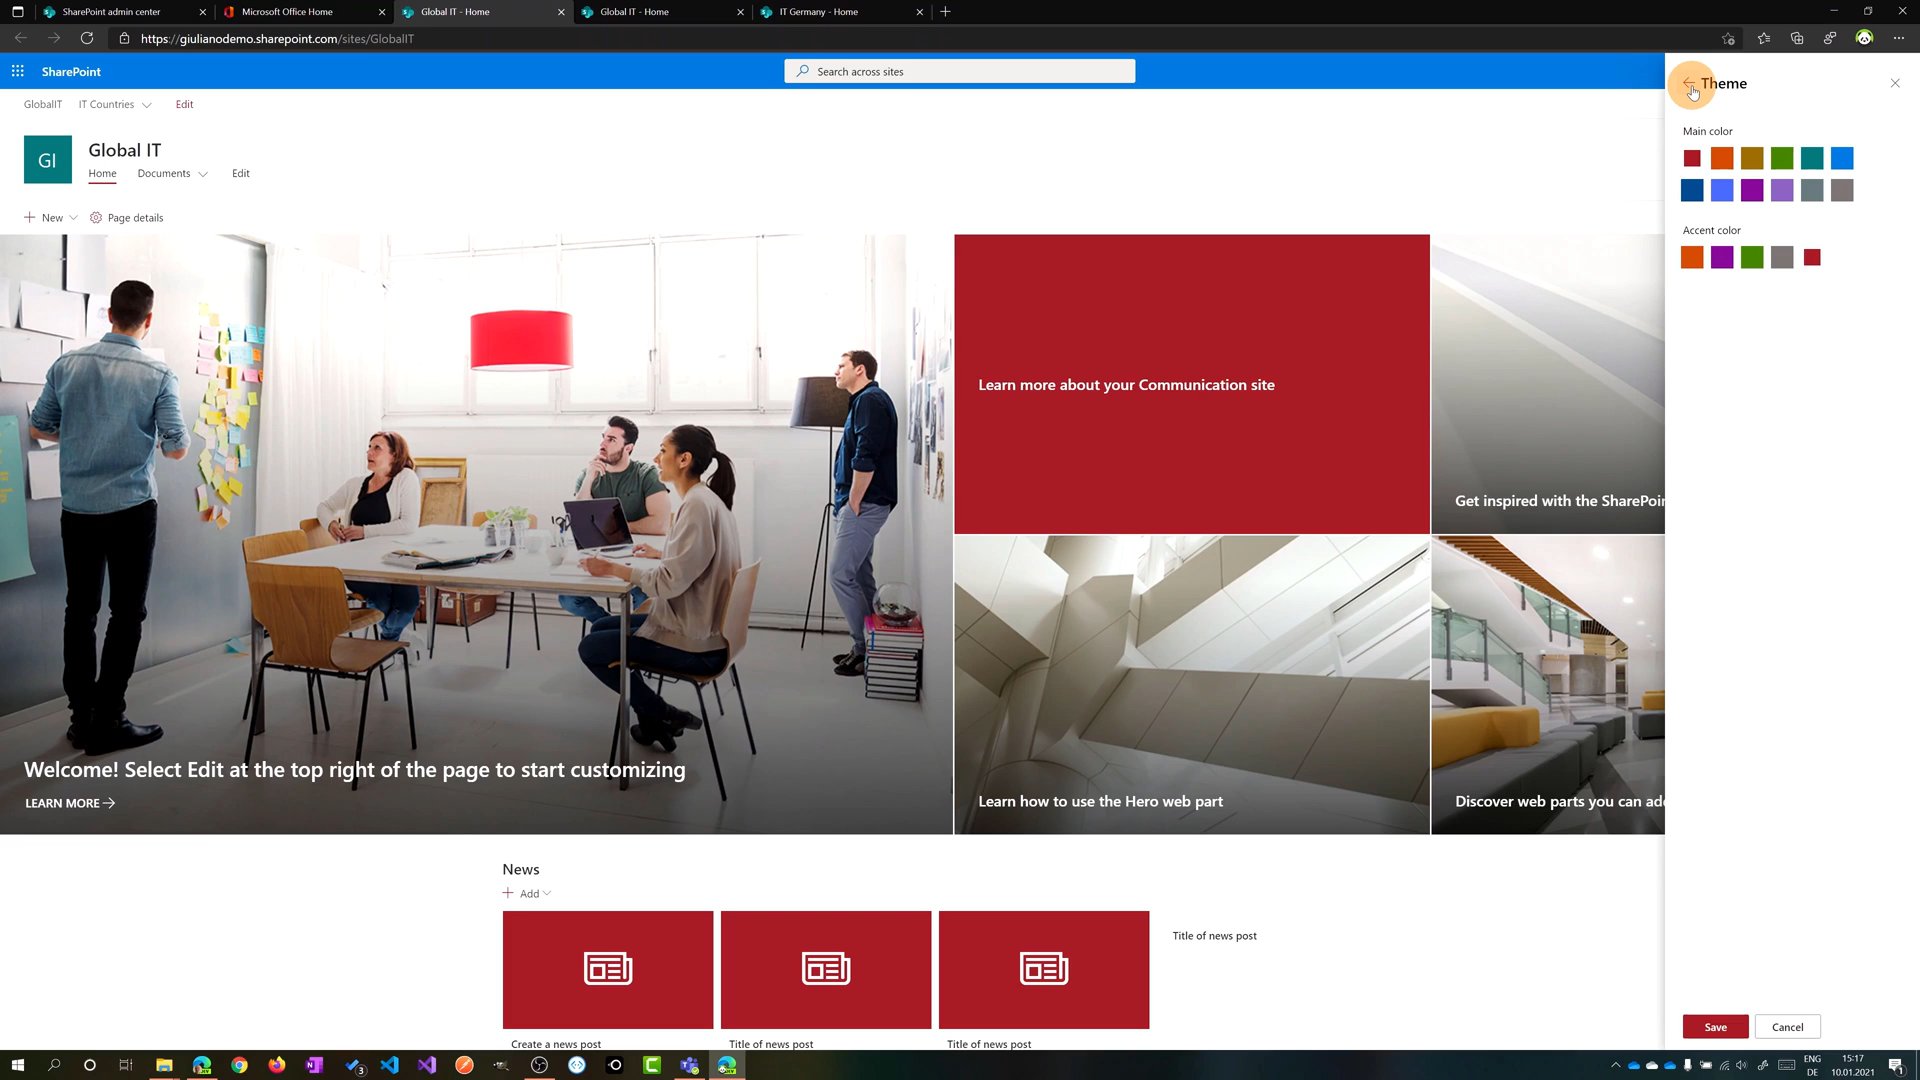 SharePoint admin center
Microsoft Office Home
Global IT - Home
Global IT - Home
IT Germany - Home
https://giulianodemo.sharepoint.com/sites/GlobalIT
SharePoint
Search across sites
GlobalIT
IT Countries
Edit
GI
Global IT
Home
Documents
Edit
New
Page details
Theme
Main color
Accent color
Learn more about your Communication site
Get inspired with the SharePoin
Welcome! Select Edit at the top right of the page to start customizing
LEARN MORE
Learn how to use the Hero web part
Discover web parts you can add
News
Add
Title of news post
Create a news post
Title of news post
Title of news post
Save
Cancel
3
ENG
DE
15:17
10.01.2021
1